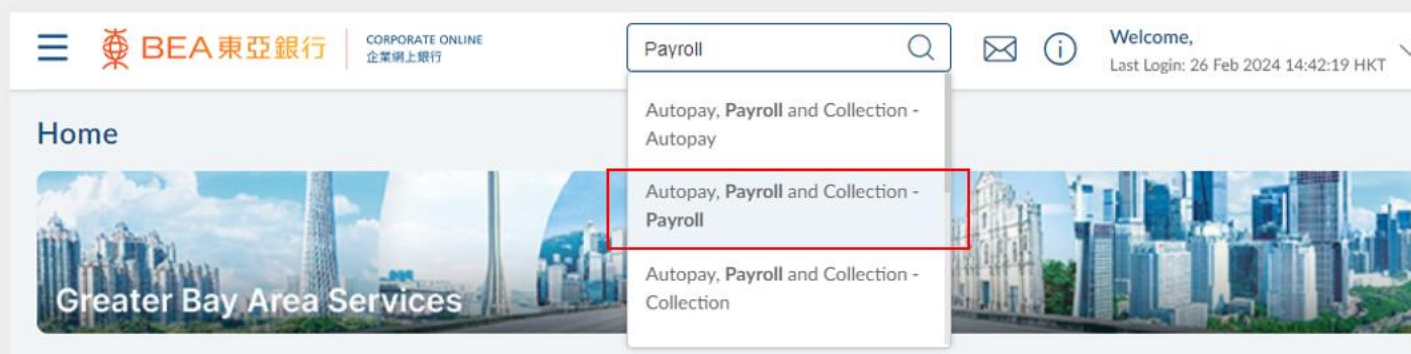 BEA東亞銀行
CORPORATE ONLINE
企業網上銀行
Payroll
Welcome,
Last Login: 26 Feb 2024 14:42:19 HKT
Home
Autopay, Payroll and Collection -
Autopay
Autopay, Payroll and Collection -
Payroll
Autopay, Payroll and Collection -
Collection
Greater Bay Area Services